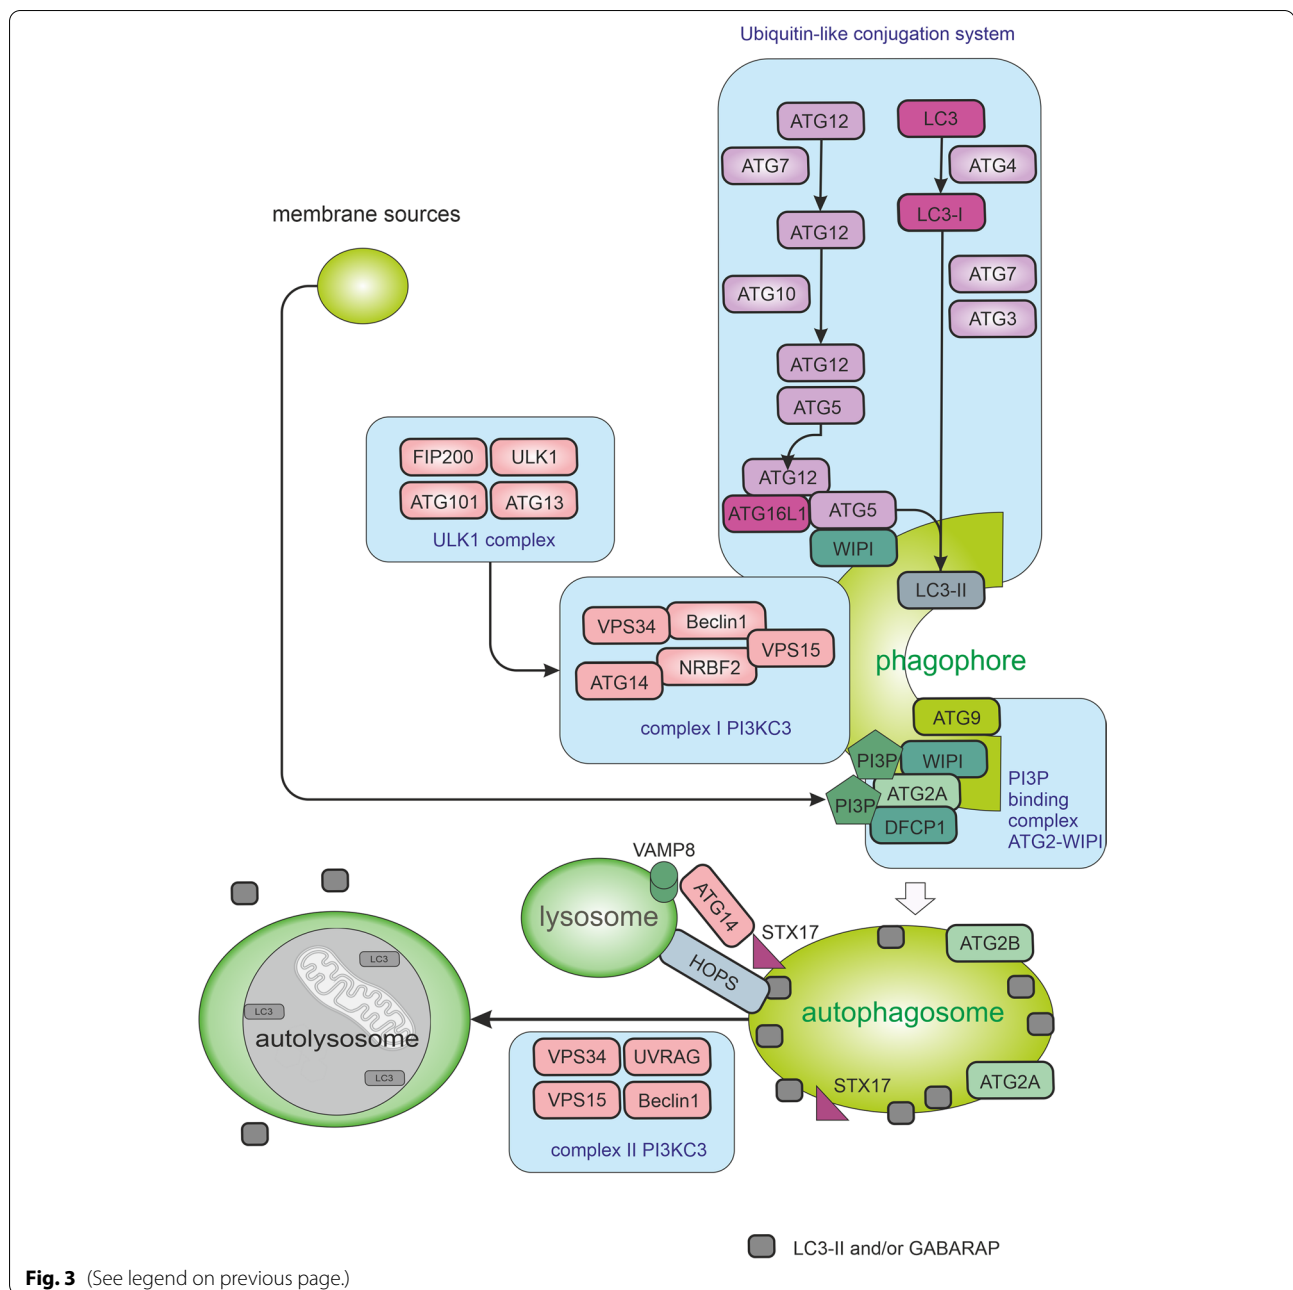 Ubiquitin-like conjugation system
ATG12
LC3
ATG7
ATG4
LC3-I
ATG12
ATG7
ATG10
ATG3
ATG12
ATG5
ATG12
ATG16L1
ATG5
WIPI
LC3-II
membrane sources
FIP200
ULK1
ATG101
ATG13
ULK1 complex
VPS34
Beclin1
VPS15
NRBF2
ATG14
complex I PI3KC3
phagophore
ATG9
PI3P
WIPI
PI3P
ATG2A
DFCP1
PI3P
binding
complex
ATG2-WIPI
VAMP8
lysosome
ATG14
STX17
HOPS
ATG2B
autophagosome
ATG2A
STX17
LC3
LC3
autolysosome
LC3
VPS34
UVRAG
VPS15
Beclin1
complex II PI3KC3
LC3-II and/or GABARAP
Fig. 3 (See legend on previous page.)